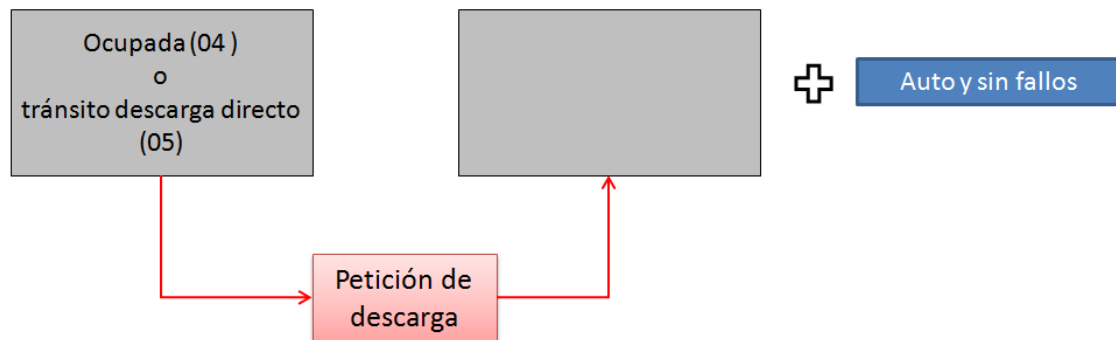 Ocupada (04 )
o
tránsito descarga directo
(05)
Auto y sin fallos
Petición de
descarga